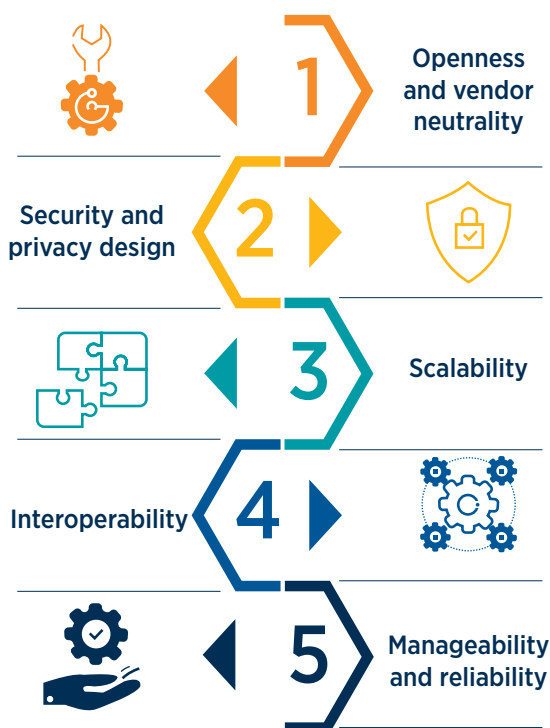 1
Openness
and vendor
neutrality
Security and
privacy design
2
3
Scalability
Interoperability
4
5
Manageability
and reliability